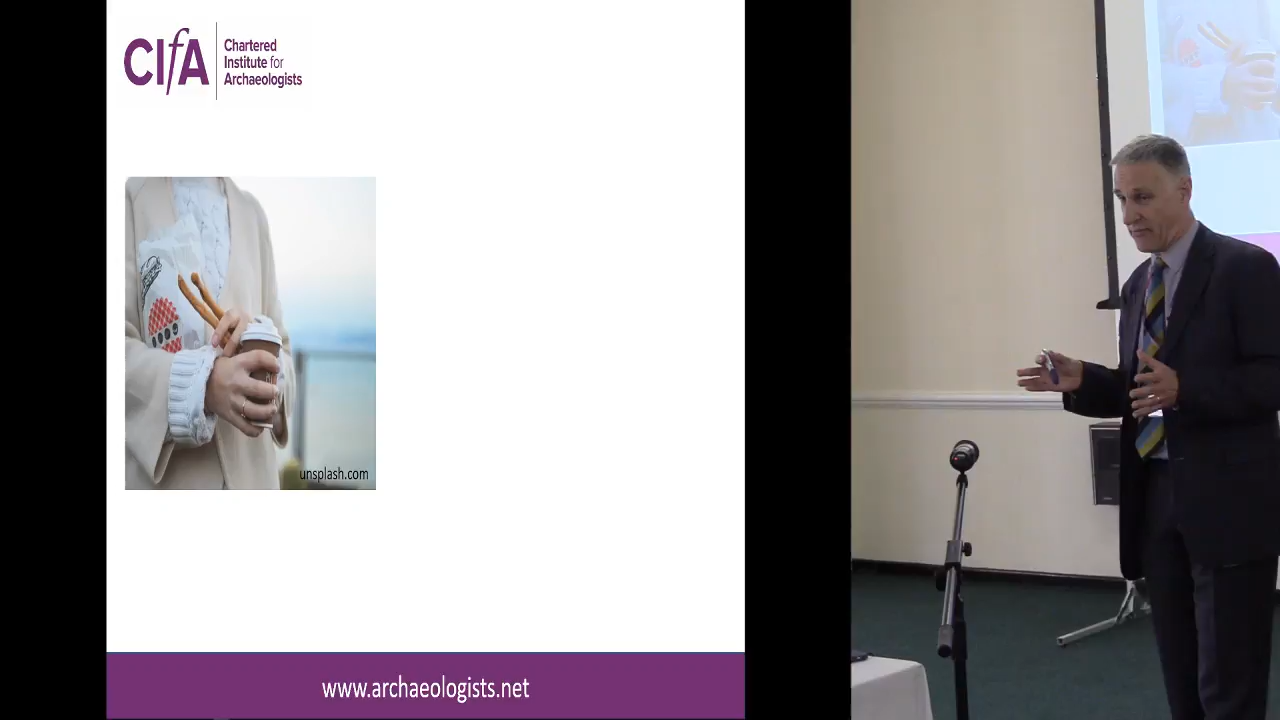 CIfA
Chartered
Institute for
Archaeologists
unsplash.com
www.archaeologists.net